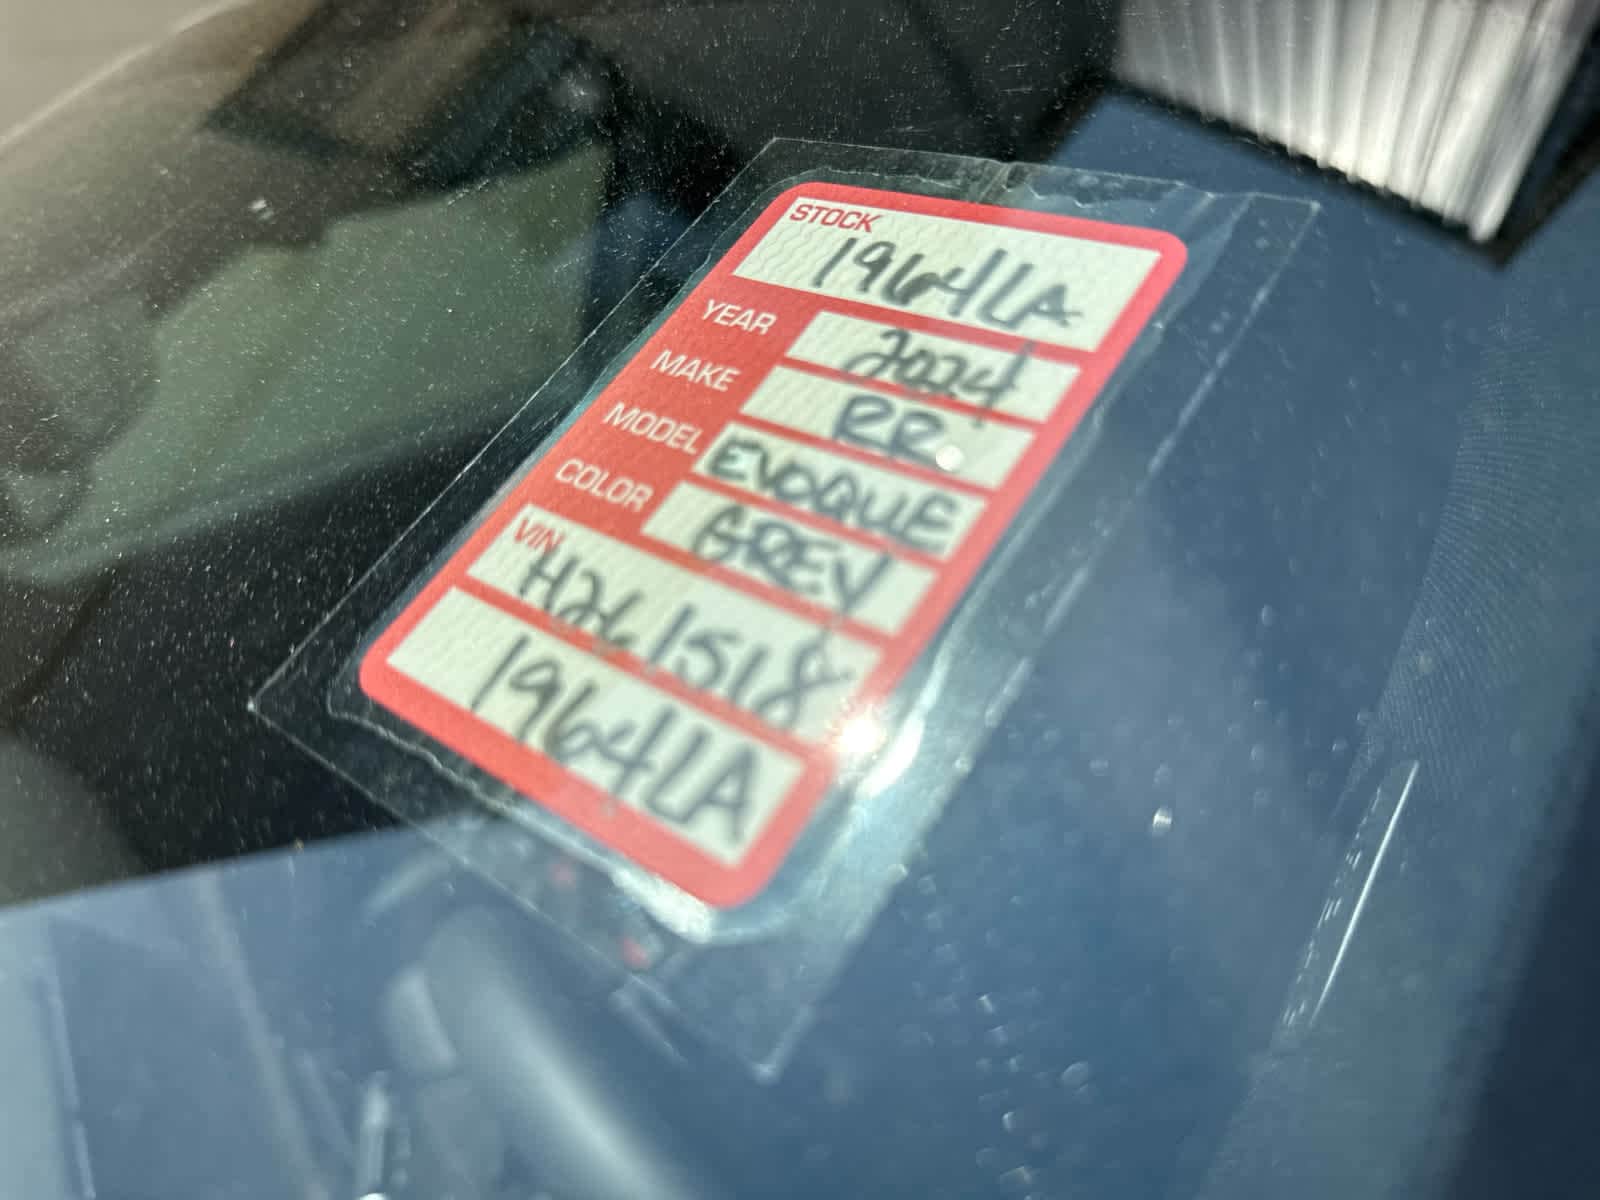 STOCK
1964LA
YEAR 2024
MAKE RR
MODEL EVOQUE
COLOR GREY
VIN
H261518
1964LA